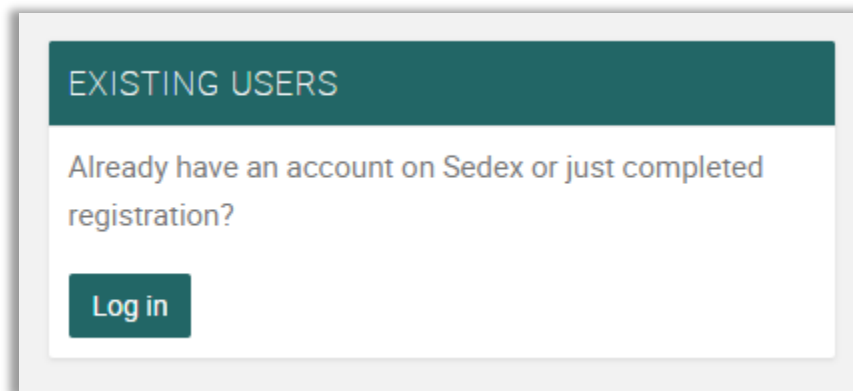 EXISTING USERS
Already have an account on Sedex or just completed
registration?
Log in